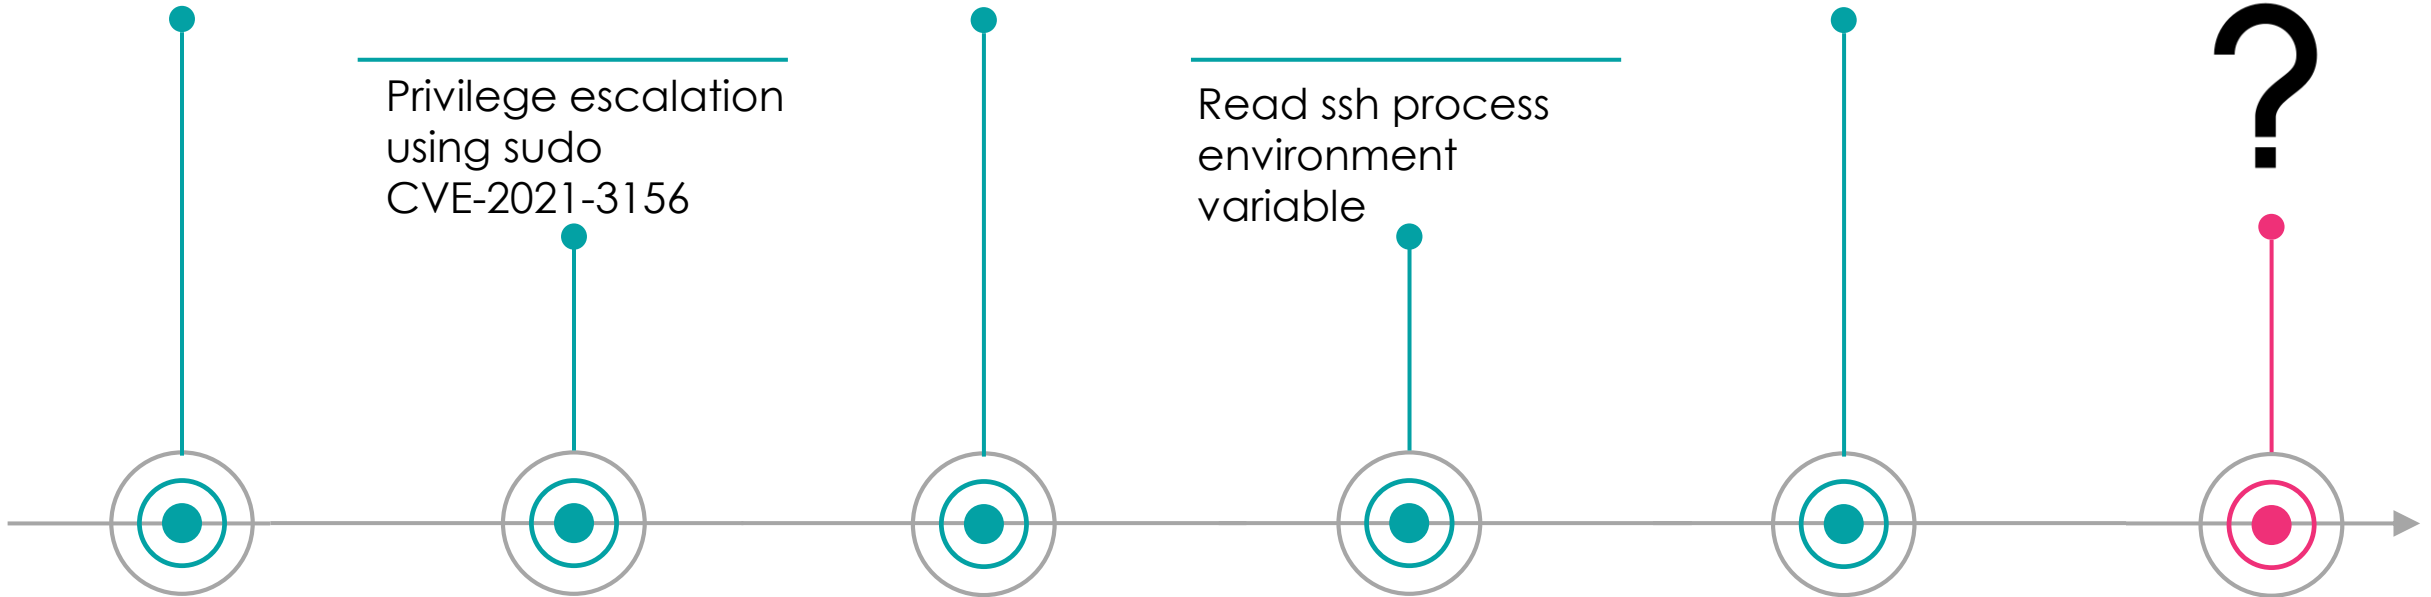 Privilege escalation
using sudo
CVE-2021-3156
Read ssh process
environment
variable
?